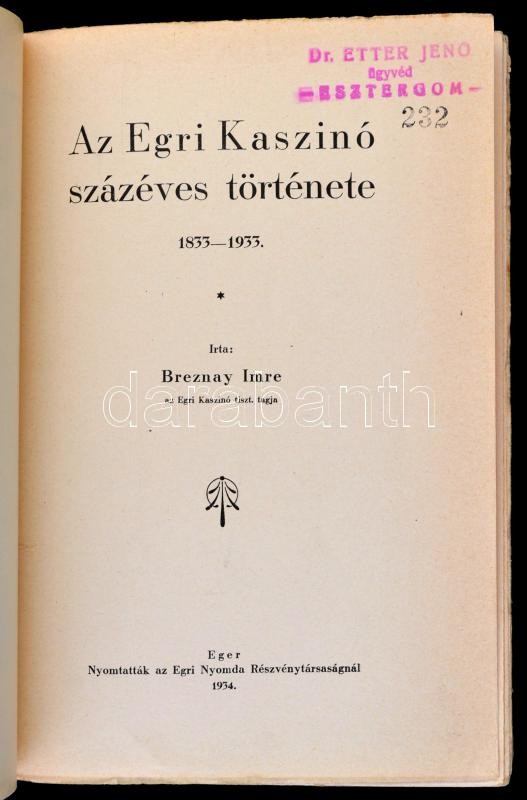 Dr. ETTER JENŐ
ügyvéd
ESZTERGOM
232
Az Egri Kaszinó
százéves története
1833—1933.
*
Irta:
Breznay Imre
az Egri Kaszinó tiszt. tagja
darabanth
Eger
Nyomtatták az Egri Nyomda Részvénytársaságnál
1934.